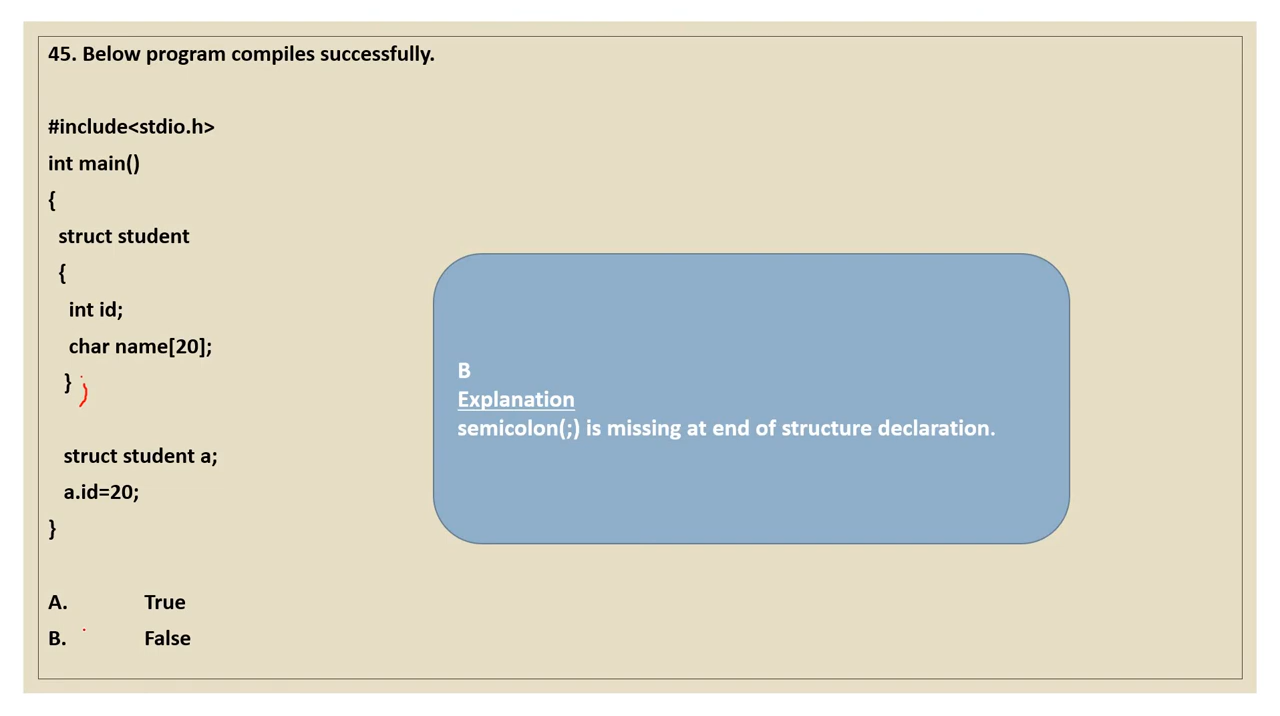 45. Below program compiles successfully.
#include<stdio.h>
int main()
{
struct student
{
int id;
char name[20];
}
struct student a;
a.id=20;
}
A. True
B. False
B
Explanation
semicolon(;) is missing at end of structure declaration.